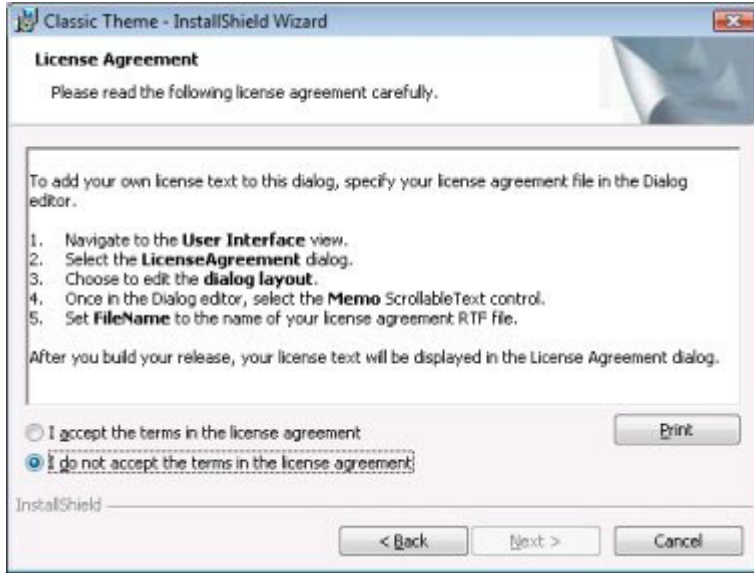 Classic Theme - InstallShield Wizard
License Agreement
Please read the following license agreement carefully.
To add your own license text to this dialog, specify your license agreement file in the Dialog
editor.
1. Navigate to the User Interface view.
2. Select the LicenseAgreement dialog.
3. Choose to edit the dialog layout.
4. Once in the Dialog editor, select the Memo ScrollableText control.
5. Set FileName to the name of your license agreement RTF file.
After you build your release, your license text will be displayed in the License Agreement dialog.
I accept the terms in the license agreement
Print
I do not accept the terms in the license agreement
InstallShield
< Back Next > Cancel